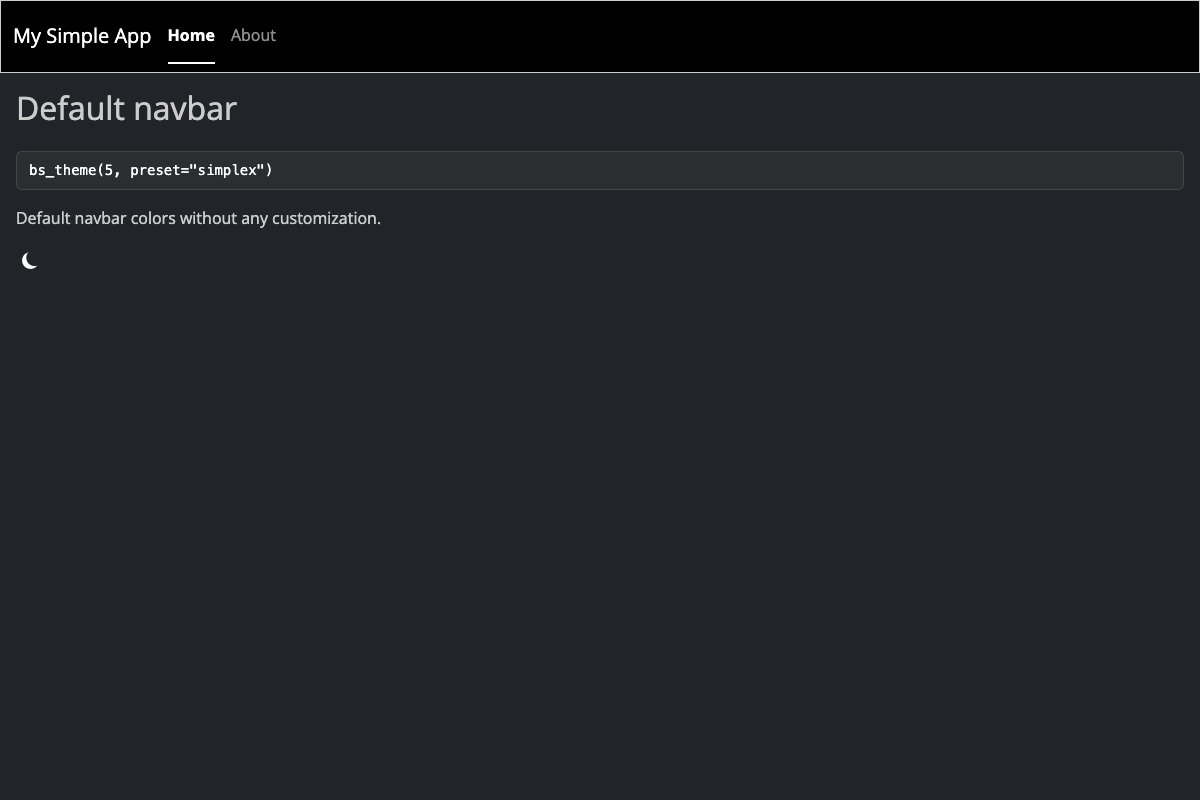 My Simple App Home About
Default navbar
bs_theme(5, preset="simplex")
Default navbar colors without any customization.